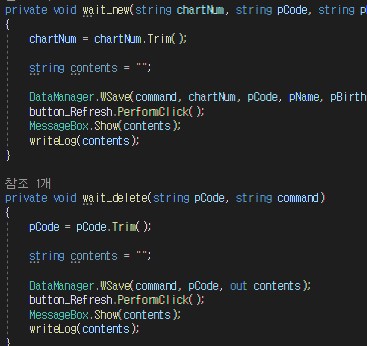 private void wait_new(string chartNum, string pCode, string
{
chartNum = chartNum.Trim();
string contents = "";
DataManager.WSave(command, chartNum, pCode, pName, pBirth
button_Refresh.PerformClick();
MessageBox.Show(contents);
writeLog(contents);
}
참조 1개
private void wait_delete(string pCode, string command)
{
pCode = pCode.Trim();
string contents = "";
DataManager.WSave(command, pCode, out contents);
button_Refresh.PerformClick();
MessageBox.Show(contents);
writeLog(contents);
}